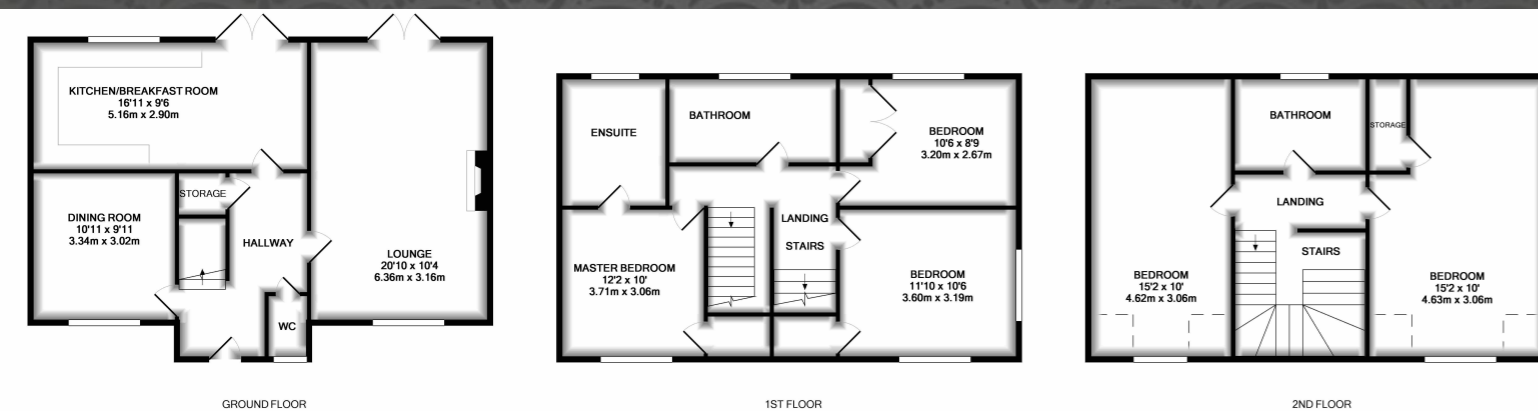 KITCHEN/BREAKFAST ROOM
16'11 x 9'6
5.16m x 2.90m
STORAGE
DINING ROOM
10'11 x 9'11
3.34m x 3.02m
HALLWAY
LOUNGE
20'10 x 10'4
6.36m x 3.16m
WC
GROUND FLOOR
ENSUITE
BATHROOM
BEDROOM
10'6 x 8'9
3.20m x 2.67m
LANDING
STAIRS
MASTER BEDROOM
12'2 x 10'
3.71m x 3.06m
BEDROOM
11'10 x 10'6
3.60m x 3.19m
1ST FLOOR
BATHROOM
STORAGE
LANDING
STAIRS
BEDROOM
15'2 x 10'
4.62m x 3.06m
BEDROOM
15'2 x 10'
4.63m x 3.06m
2ND FLOOR